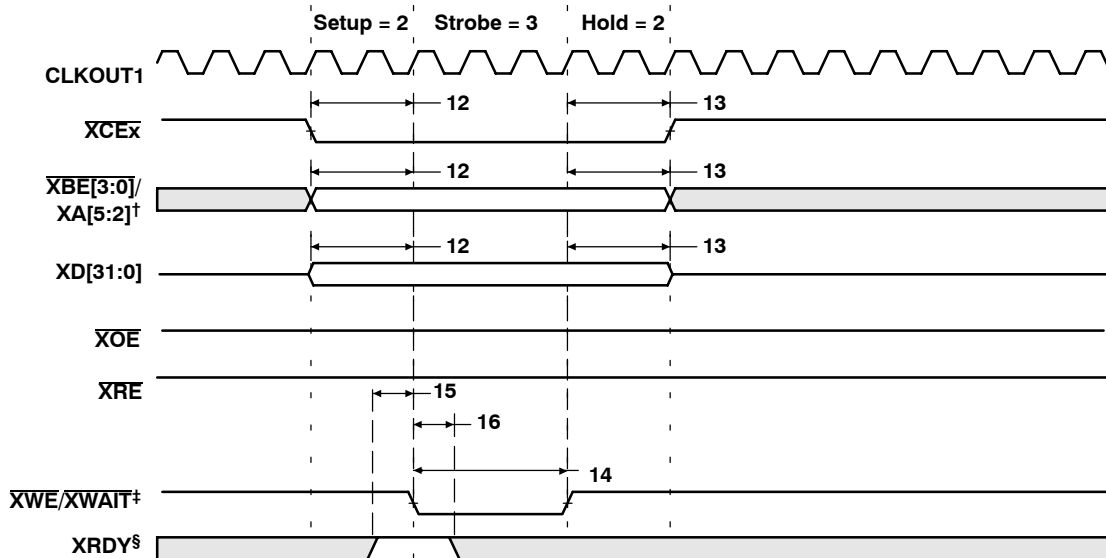 Setup = 2 Strobe = 3 Hold = 2
CLKOUT1
12 13
XCEx
12 13
XBE[3:0]/
XA[5:2]†
12 13
XD[31:0]
XOE
XRE
15
16
14
XWE/XWAIT‡
XRDY§